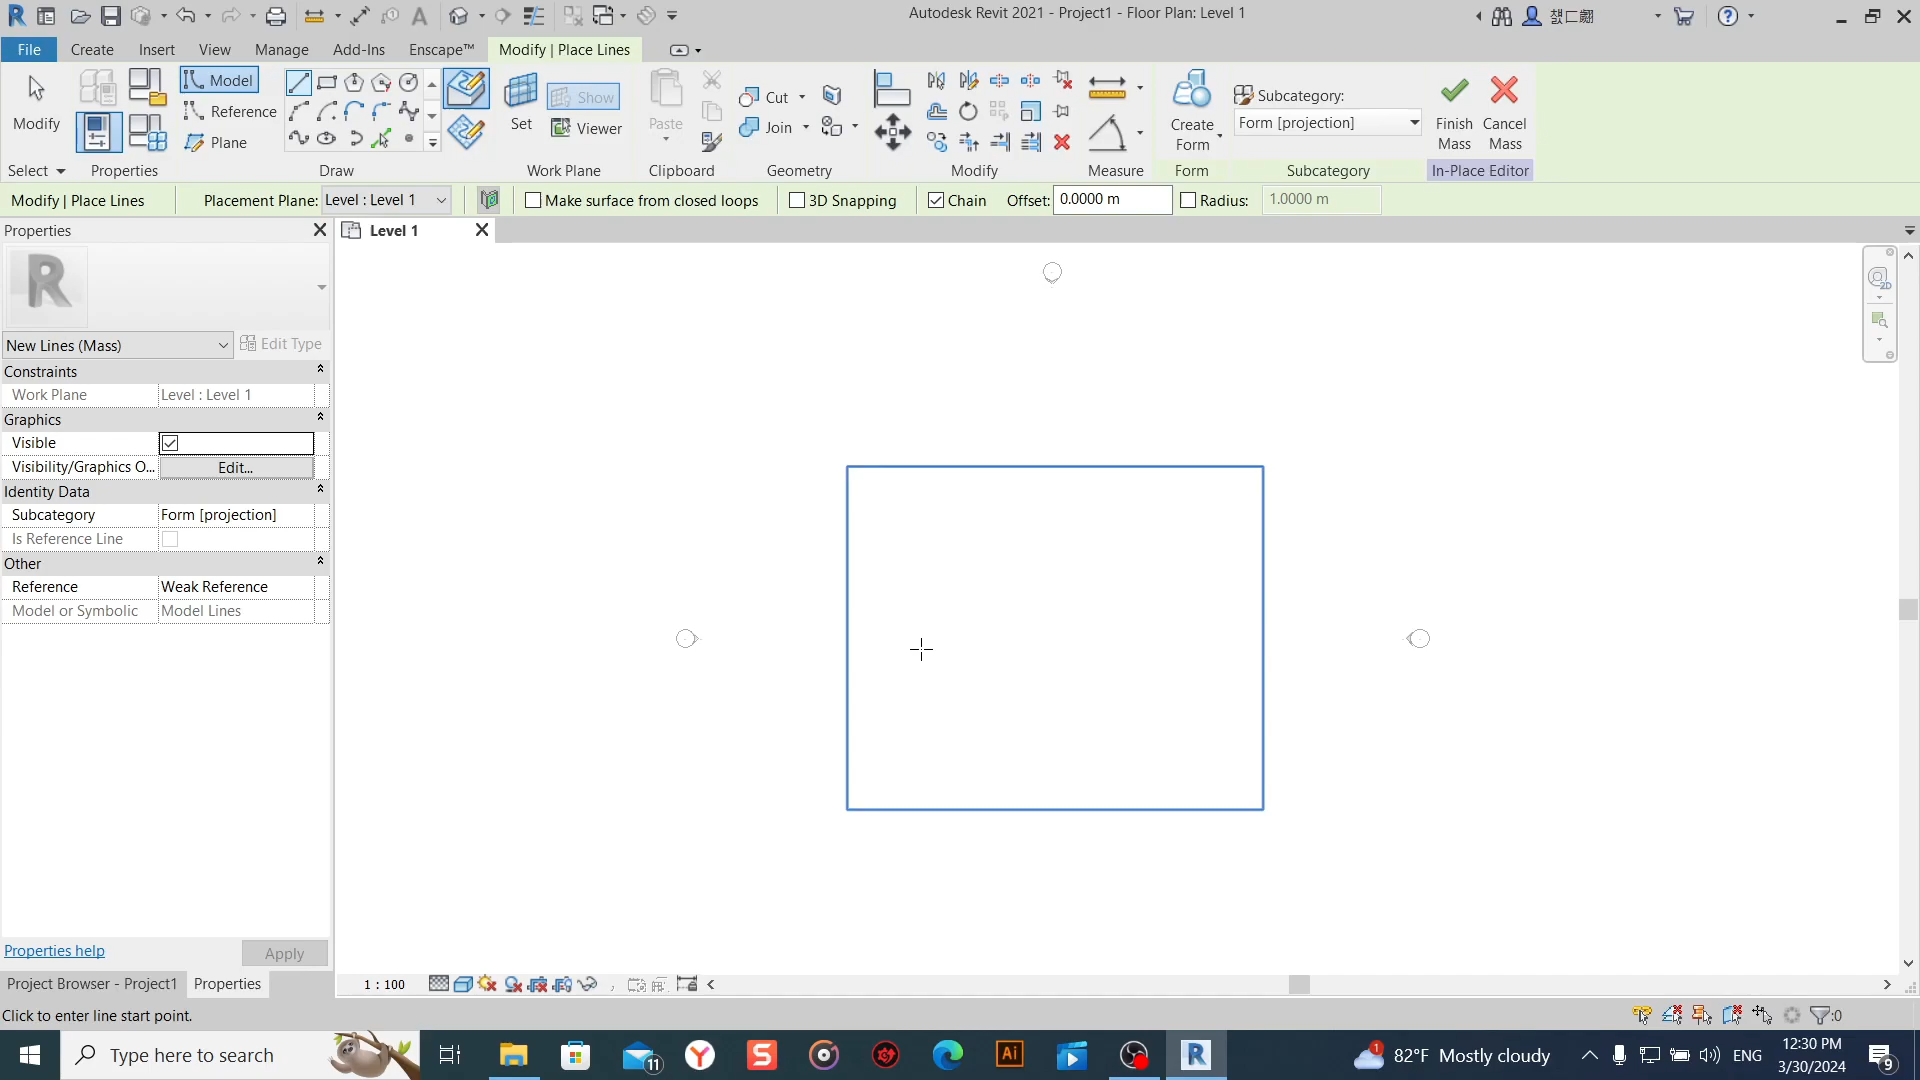 Autodesk Revit 2021 - Project1 - Floor Plan: Level 1
File Create Insert View Manage Add-Ins Enscape™ Modify | Place Lines
Modify
Model
Reference
Plane
Set
Show
Viewer
Paste
Cut
Join
Create
Form
Subcategory:
Form [projection]
Finish
Mass
Cancel
Mass
Select Properties Draw Work Plane Clipboard Geometry Modify Measure Form Subcategory In-Place Editor
Modify | Place Lines Placement Plane: Level : Level 1 Make surface from closed loops 3D Snapping Chain Offset: 0.0000 m Radius: 1.0000 m
Properties
Level 1
R
2D
New Lines (Mass) Edit Type
Constraints
Work Plane Level : Level 1
Graphics
Visible
Visibility/Graphics O... Edit...
Identity Data
Subcategory Form [projection]
Is Reference Line
Other
Reference Weak Reference
Model or Symbolic Model Lines
Properties help Apply
Project Browser - Project1 Properties
1 : 100
Click to enter line start point.
:0
Type here to search
11
Ai
R
1
82°F Mostly cloudy
ENG
12:30 PM
3/30/2024
9